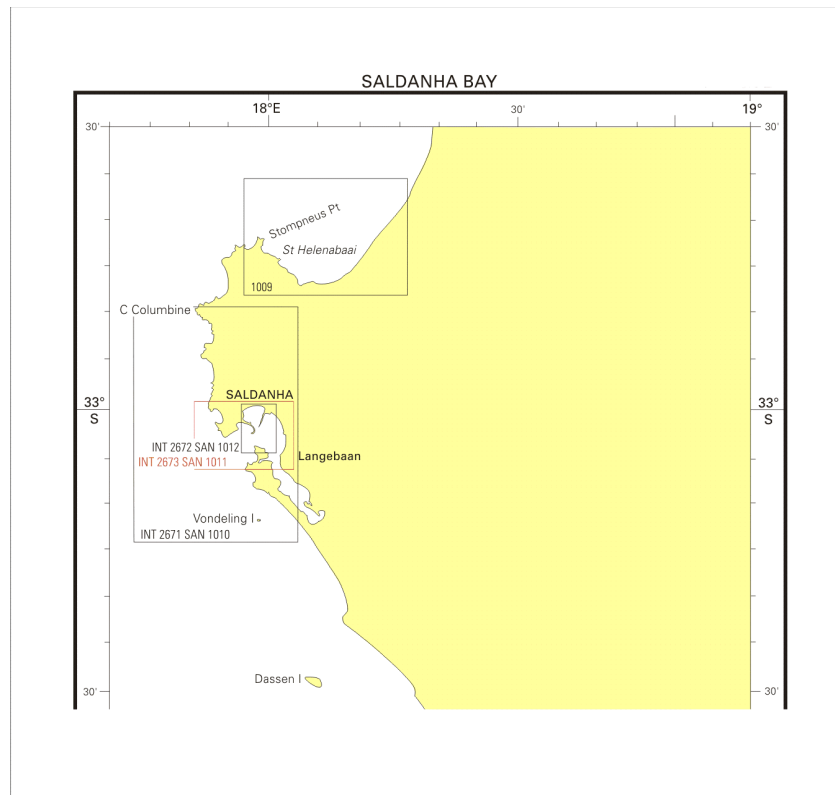 SALDANHA BAY
18°E
30'
19°
30'
30'
Stompneus Pt
St Helenabaai
1009
C Columbine
SALDANHA
33°
S
33°
S
INT 2672 SAN 1012
Langebaan
INT 2673 SAN 1011
Vondeling I
INT 2671 SAN 1010
Dassen I
30'
30'